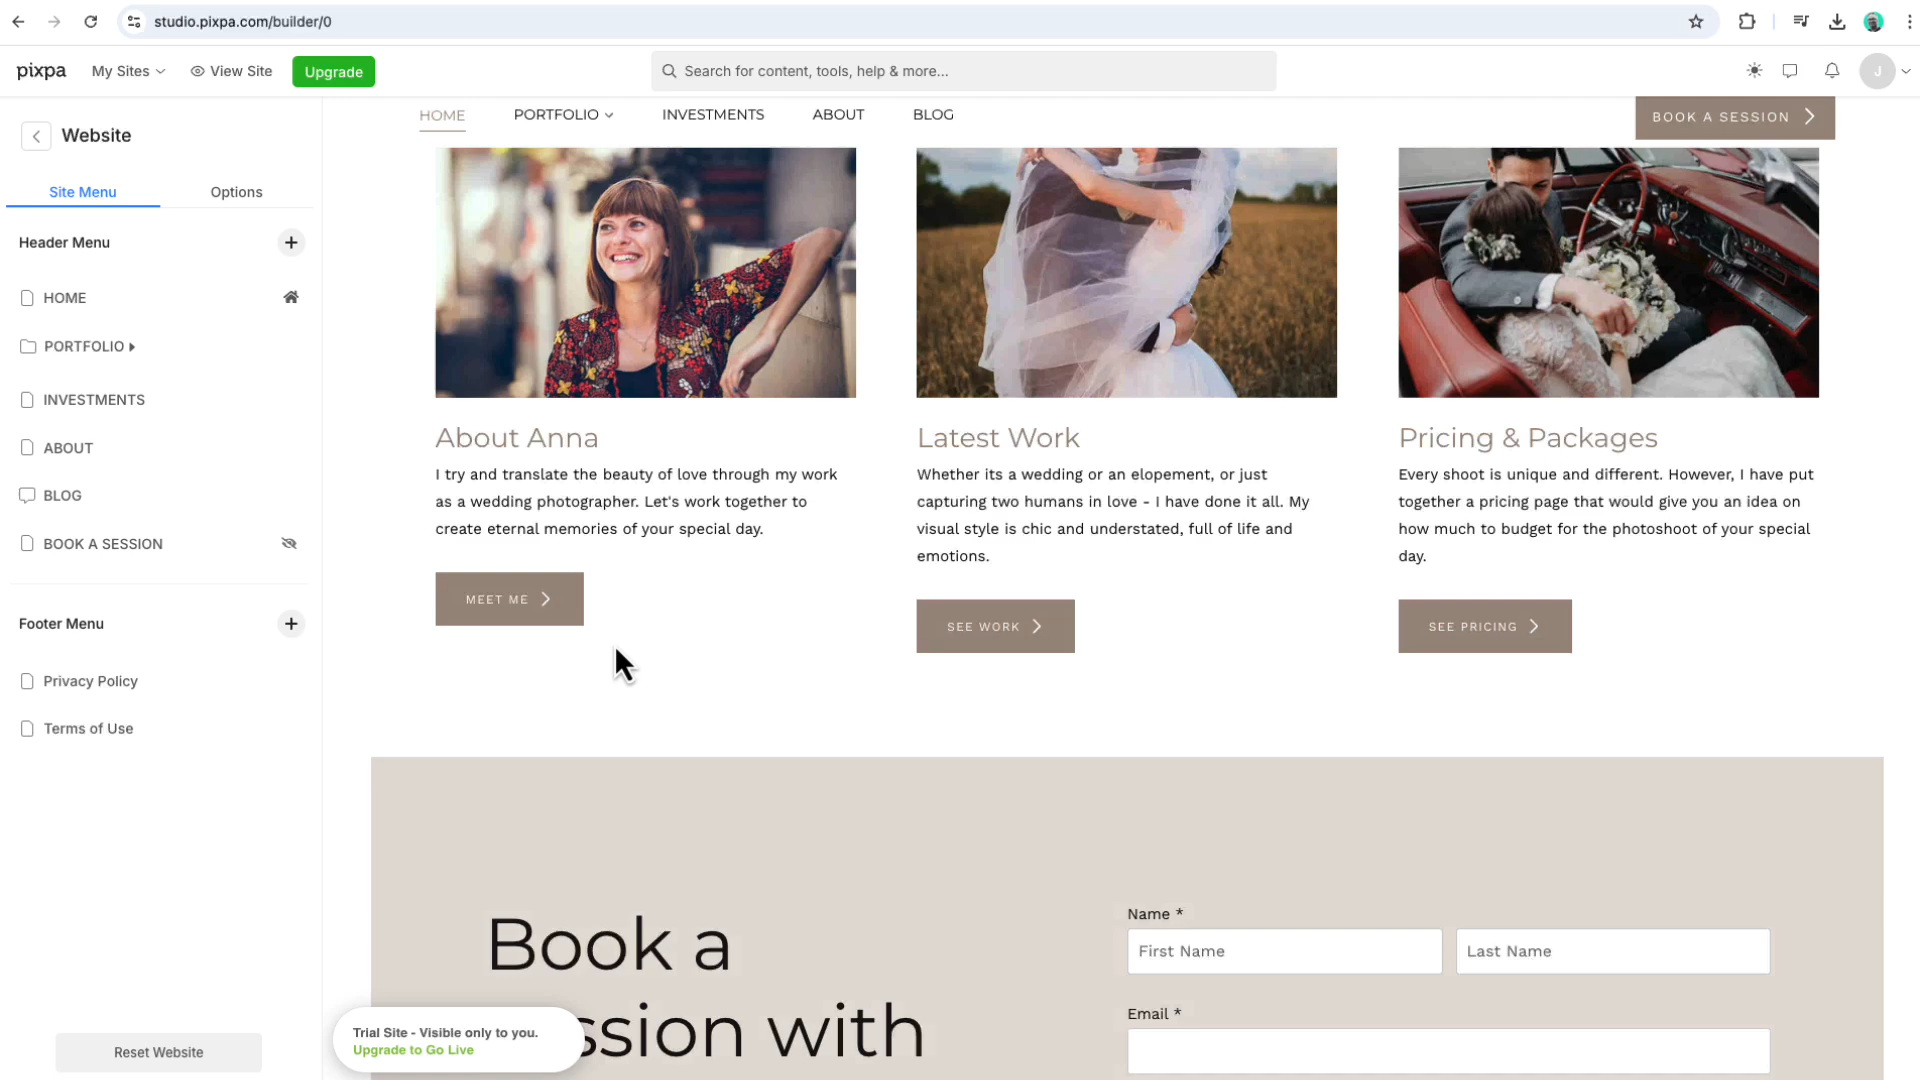 studio.pixpa.com/builder/0
pixpa
My Sites
View Site
Upgrade
Search for content, tools, help & more...
J
Website
Site Menu
Options
Header Menu
HOME
PORTFOLIO
INVESTMENTS
ABOUT
BLOG
BOOK A SESSION
Footer Menu
Privacy Policy
Terms of Use
Reset Website
HOME
PORTFOLIO
INVESTMENTS
ABOUT
BLOG
BOOK A SESSION
About Anna
I try and translate the beauty of love through my work
as a wedding photographer. Let's work together to
create eternal memories of your special day.
MEET ME
Latest Work
Whether its a wedding or an elopement, or just
capturing two humans in love - I have done it all. My
visual style is chic and understated, full of life and
emotions.
SEE WORK
Pricing & Packages
Every shoot is unique and different. However, I have put
together a pricing page that would give you an idea on
how much to budget for the photoshoot of your special
day.
SEE PRICING
Book a
ssion with
Name *
First Name
Last Name
Email *
Trial Site - Visible only to you.
Upgrade to Go Live